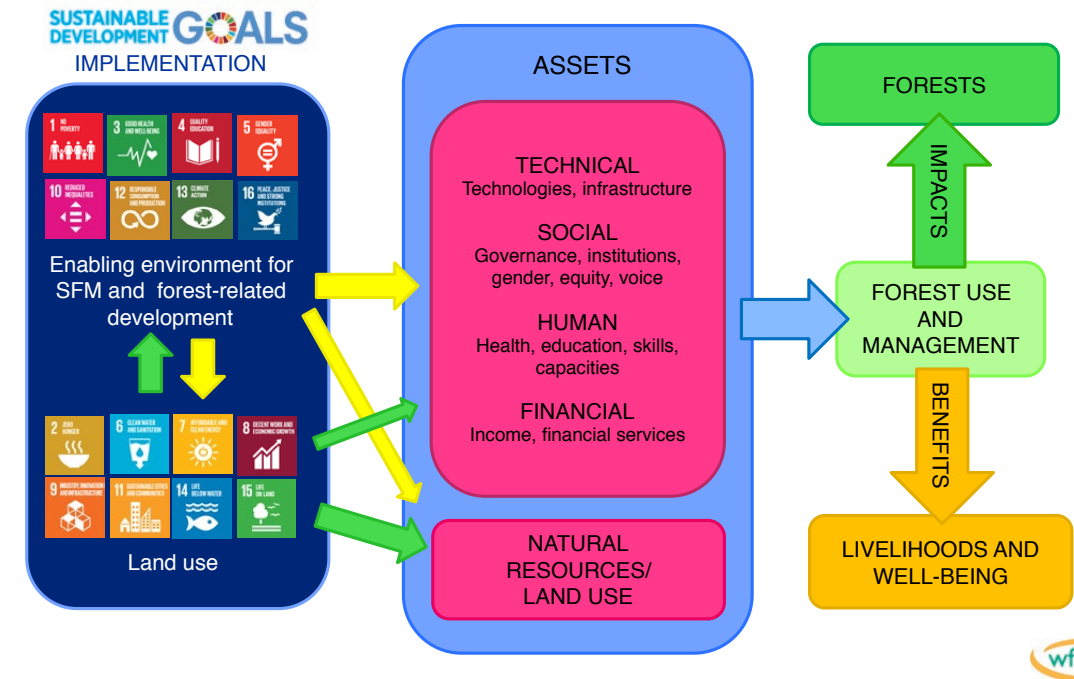 SUSTAINABLE
DEVELOPMENT GOALS
IMPLEMENTATION
1 NO
POVERTY
3 GOOD HEALTH
AND WELL-BEING
4 QUALITY
EDUCATION
5 GENDER
EQUALITY
10 REDUCED
INEQUALITIES
12 RESPONSIBLE
CONSUMPTION
AND PRODUCTION
13 CLIMATE
ACTION
16 PEACE, JUSTICE
AND STRONG
INSTITUTIONS
Enabling environment for
SFM and forest-related
development
2 ZERO
HUNGER
6 CLEAN WATER
AND SANITATION
7 AFFORDABLE AND
CLEAN ENERGY
8 DECENT WORK AND
ECONOMIC GROWTH
9 INDUSTRY, INNOVATION
AND INFRASTRUCTURE
11 SUSTAINABLE CITIES
AND COMMUNITIES
14 LIFE
BELOW WATER
15 LIFE
ON LAND
Land use
ASSETS
TECHNICAL
Technologies, infrastructure
SOCIAL
Governance, institutions,
gender, equity, voice
HUMAN
Health, education, skills,
capacities
FINANCIAL
Income, financial services
NATURAL
RESOURCES/
LAND USE
FORESTS
IMPACTS
FOREST USE
AND
MANAGEMENT
BENEFITS
LIVELIHOODS AND
WELL-BEING